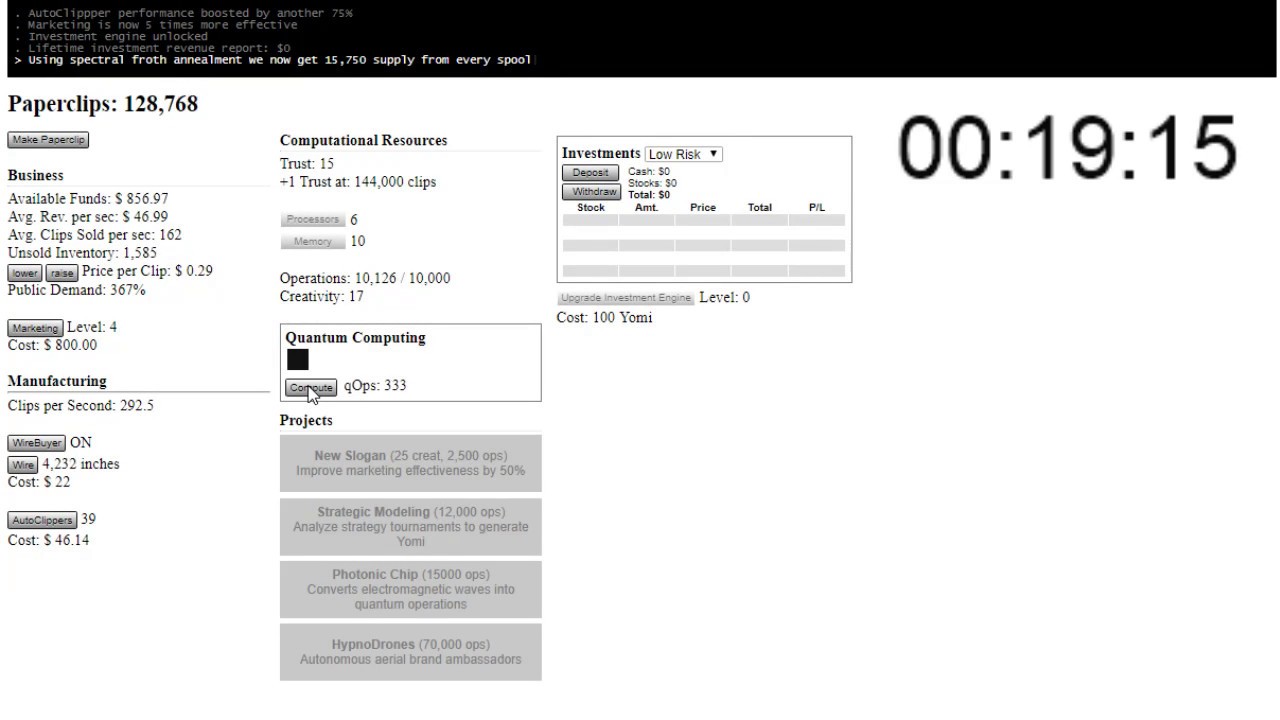 . AutoClippper performance boosted by another 75%
. Marketing is now 5 times more effective
. Investment engine unlocked
. Lifetime investment revenue report: $0
> Using spectral froth annealment we now get 15,750 supply from every spool
Paperclips: 128,768
00:19:15
Make Paperclip
Business
Available Funds: $ 856.97
Avg. Rev. per sec: $ 46.99
Avg. Clips Sold per sec: 162
Unsold Inventory: 1,585
lower raise Price per Clip: $ 0.29
Public Demand: 367%
Marketing Level: 4
Cost: $ 800.00
Manufacturing
Clips per Second: 292.5
WireBuyer ON
Wire 4,232 inches
Cost: $ 22
AutoClippers 39
Cost: $ 46.14
Computational Resources
Trust: 15
+1 Trust at: 144,000 clips
Processors 6
Memory 10
Operations: 10,126 / 10,000
Creativity: 17
Quantum Computing
Compute qOps: 333
Projects
New Slogan (25 creat, 2,500 ops)
Improve marketing effectiveness by 50%
Strategic Modeling (12,000 ops)
Analyze strategy tournaments to generate
Yomi
Photonic Chip (15000 ops)
Converts electromagnetic waves into
quantum operations
HypnoDrones (70,000 ops)
Autonomous aerial brand ambassadors
Investments Low Risk
Deposit Cash: $0
Stocks: $0
Withdraw Total: $0
Stock Amt. Price Total P/L
Upgrade Investment Engine Level: 0
Cost: 100 Yomi